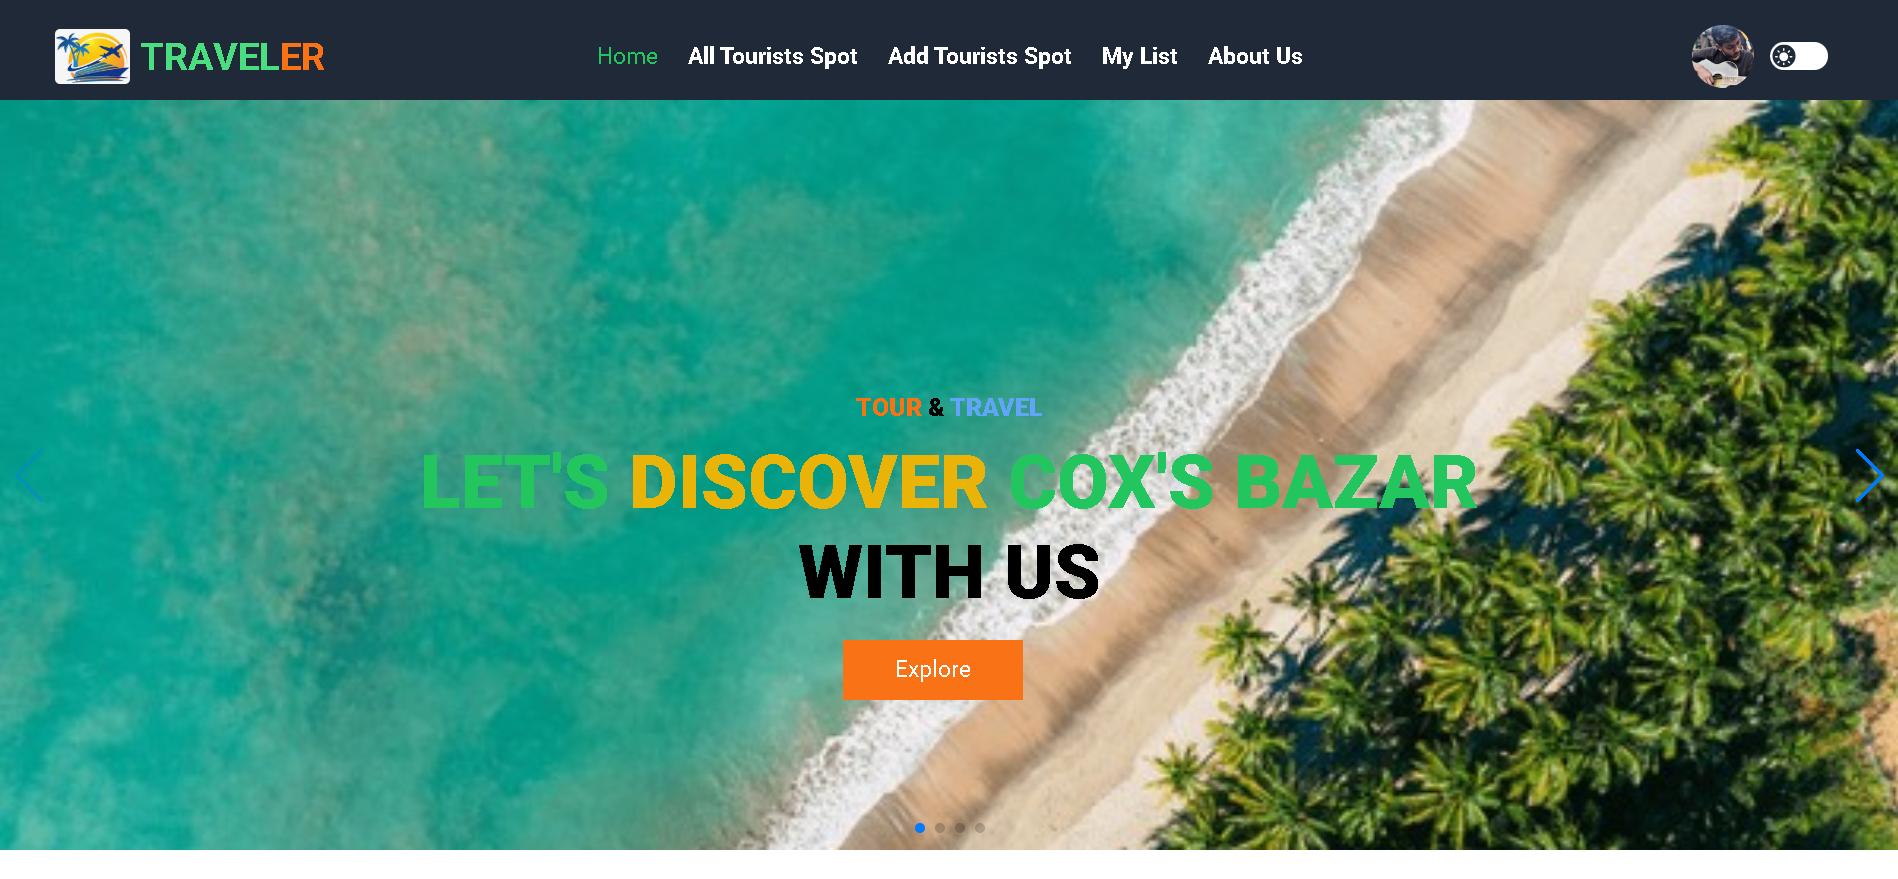 TRAVELER
Home
All Tourists Spot
Add Tourists Spot
My List
About Us
TOUR & TRAVEL
LET'S DISCOVER COX'S BAZAR
WITH US
Explore